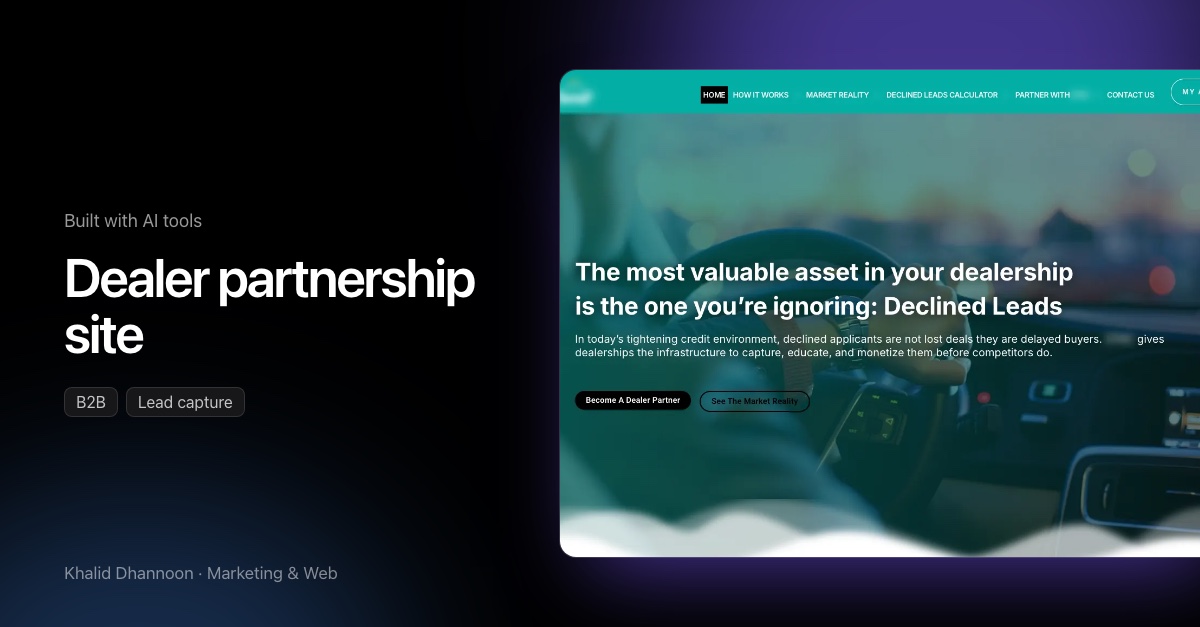 Built with AI tools
Dealer partnership
site
B2B
Lead capture
Khalid Dhannoon · Marketing & Web
HOME
HOW IT WORKS
MARKET REALITY
DECLINED LEADS CALCULATOR
PARTNER WITH
CONTACT US
MY
The most valuable asset in your dealership
is the one you’re ignoring: Declined Leads
In today’s tightening credit environment, declined applicants are not lost deals they are delayed buyers. gives
dealerships the infrastructure to capture, educate, and monetize them before competitors do.
Become A Dealer Partner
See The Market Reality